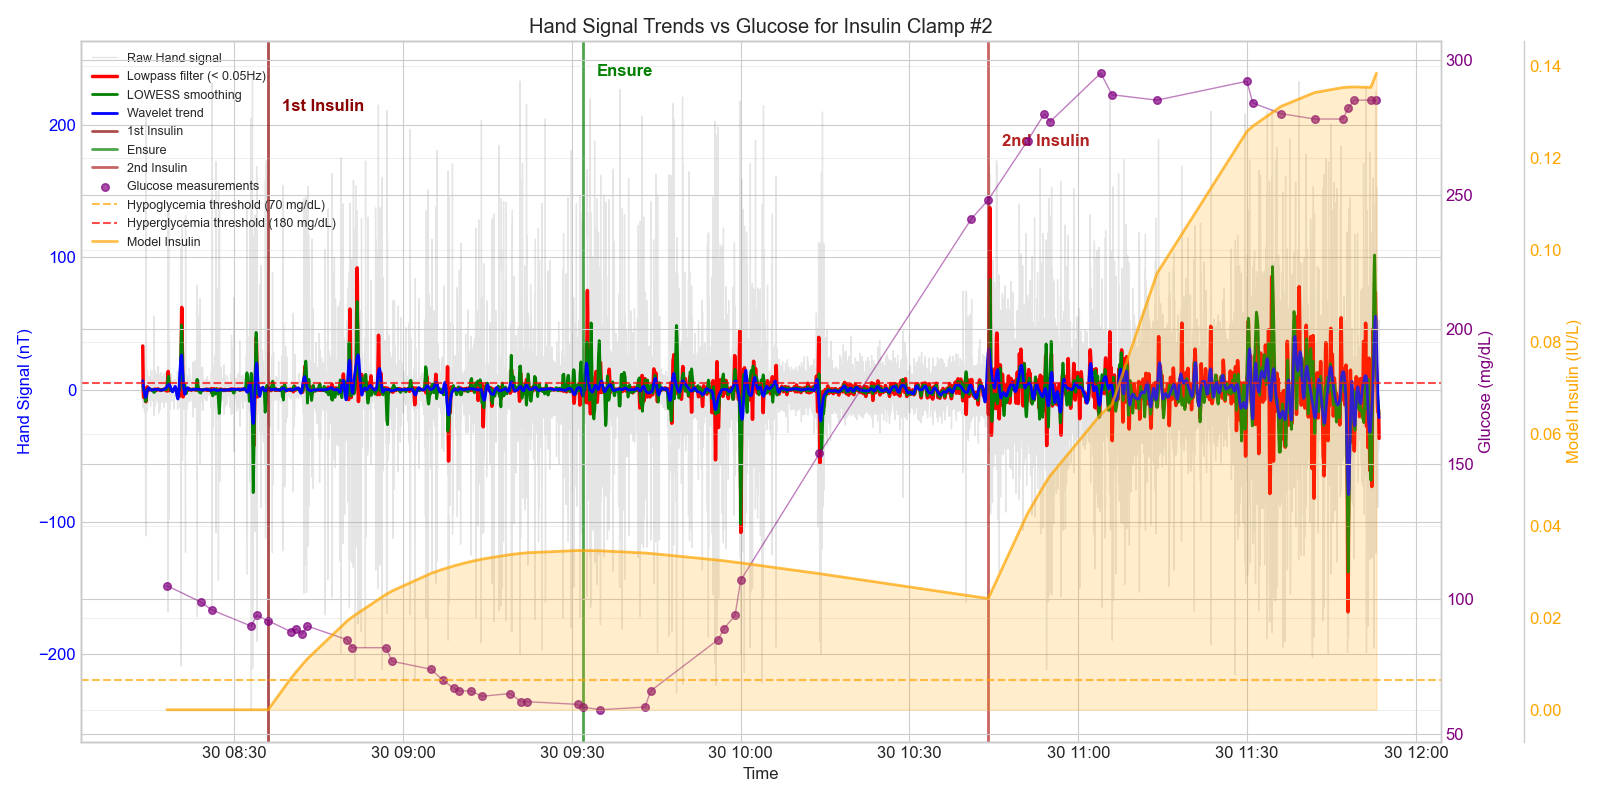 Hand Signal Trends vs Glucose for Insulin Clamp #2
Raw Hand signal
Lowpass filter (< 0.05Hz)
LOWESS smoothing
Wavelet trend
1st Insulin
Ensure
2nd Insulin
Glucose measurements
Hypoglycemia threshold (70 mg/dL)
Hyperglycemia threshold (180 mg/dL)
Model Insulin
1st Insulin
Ensure
2nd Insulin
Hand Signal (nT)
200
100
0
−100
−200
300
250
200
150
100
50
Glucose (mg/dL)
0.14
0.12
0.10
0.08
0.06
0.04
0.02
0.00
Model Insulin (IU/L)
30 08:30
30 09:00
30 09:30
30 10:00
30 10:30
30 11:00
30 11:30
30 12:00
Time